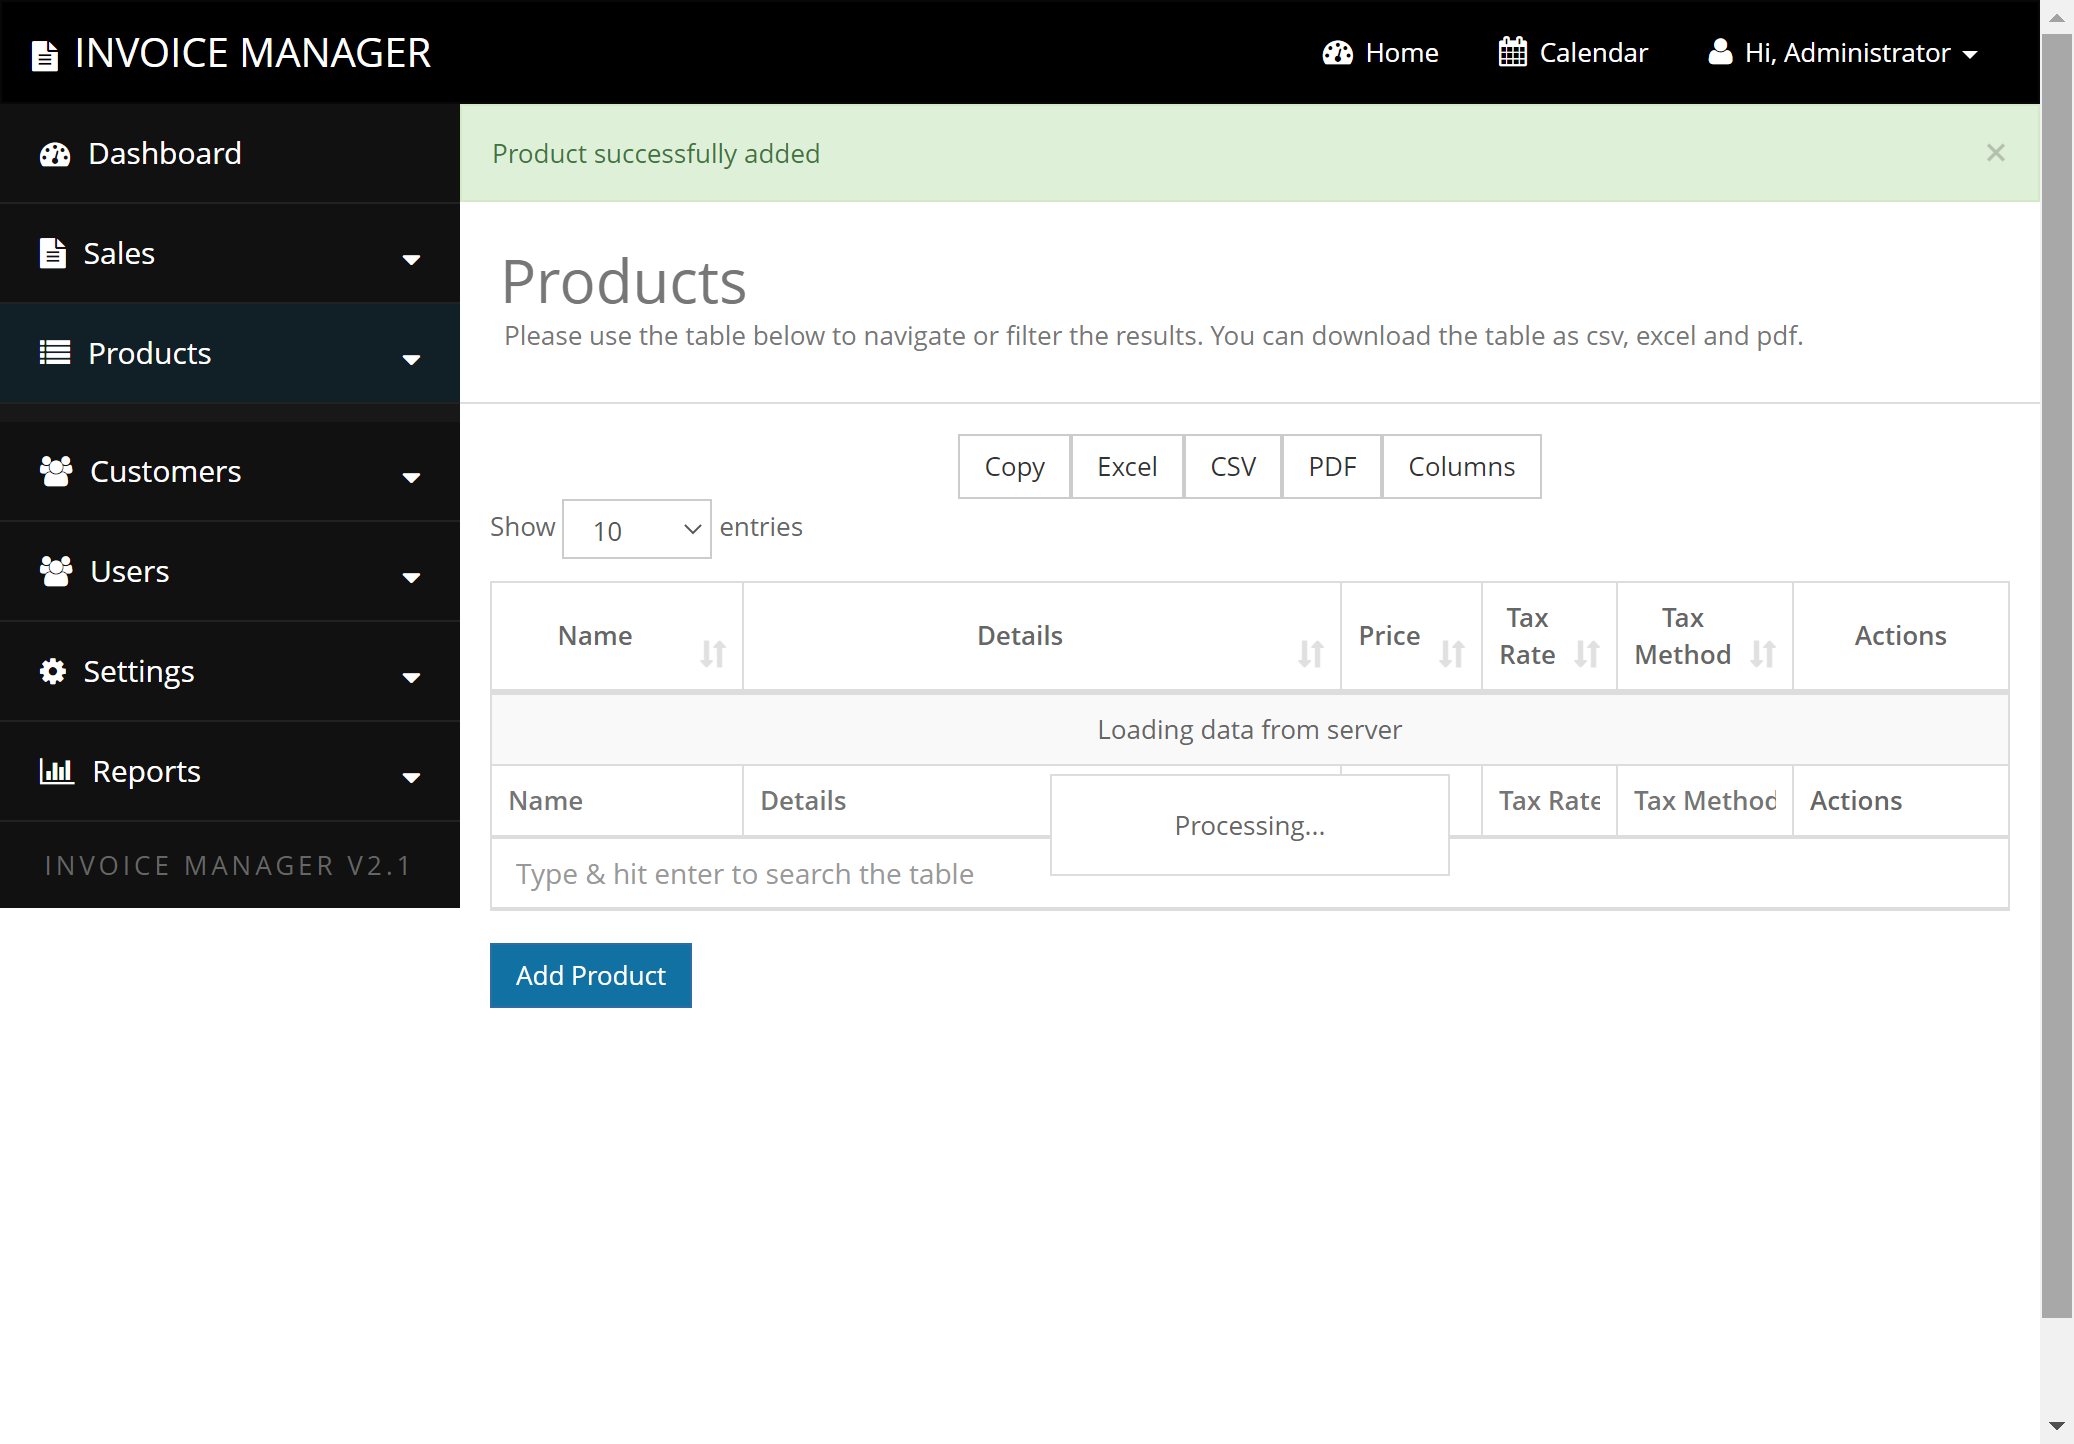 INVOICE MANAGER
Home
Calendar
Hi, Administrator
Dashboard
Sales
Products
Customers
Users
Settings
Reports
INVOICE MANAGER V2.1
Product successfully added
×
Products
Please use the table below to navigate or filter the results. You can download the table as csv, excel and pdf.
Copy
Excel
CSV
PDF
Columns
Show 10 entries
Name
Details
Price
Tax Rate
Tax Method
Actions
Loading data from server
Name
Details
Tax Rate
Tax Method
Actions
Processing...
Type & hit enter to search the table
Add Product